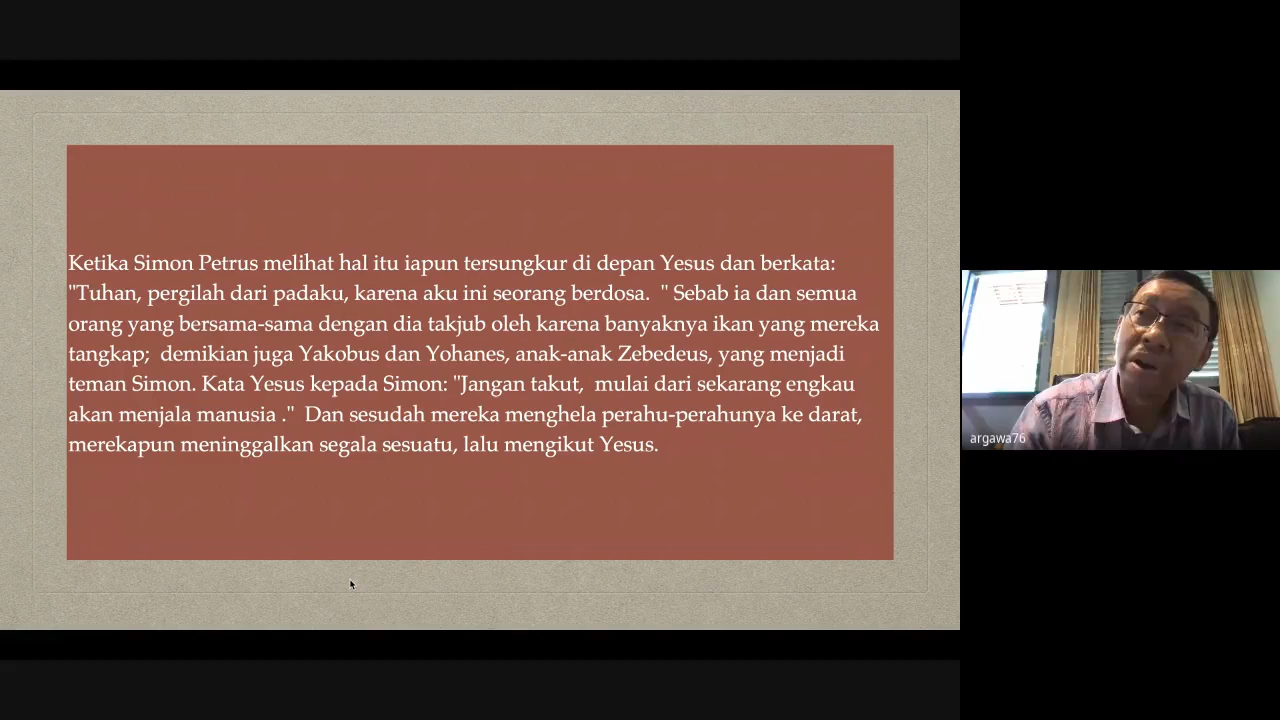 Ketika Simon Petrus melihat hal itu iapun tersungkur di depan Yesus dan berkata:
"Tuhan, pergilah dari padaku, karena aku ini seorang berdosa.  " Sebab ia dan semua
orang yang bersama-sama dengan dia takjub oleh karena banyaknya ikan yang mereka
tangkap;  demikian juga Yakobus dan Yohanes, anak-anak Zebedeus, yang menjadi
teman Simon. Kata Yesus kepada Simon: "Jangan takut,  mulai dari sekarang engkau
akan menjala manusia ."  Dan sesudah mereka menghela perahu-perahunya ke darat,
merekapun meninggalkan segala sesuatu, lalu mengikut Yesus.
argawa76